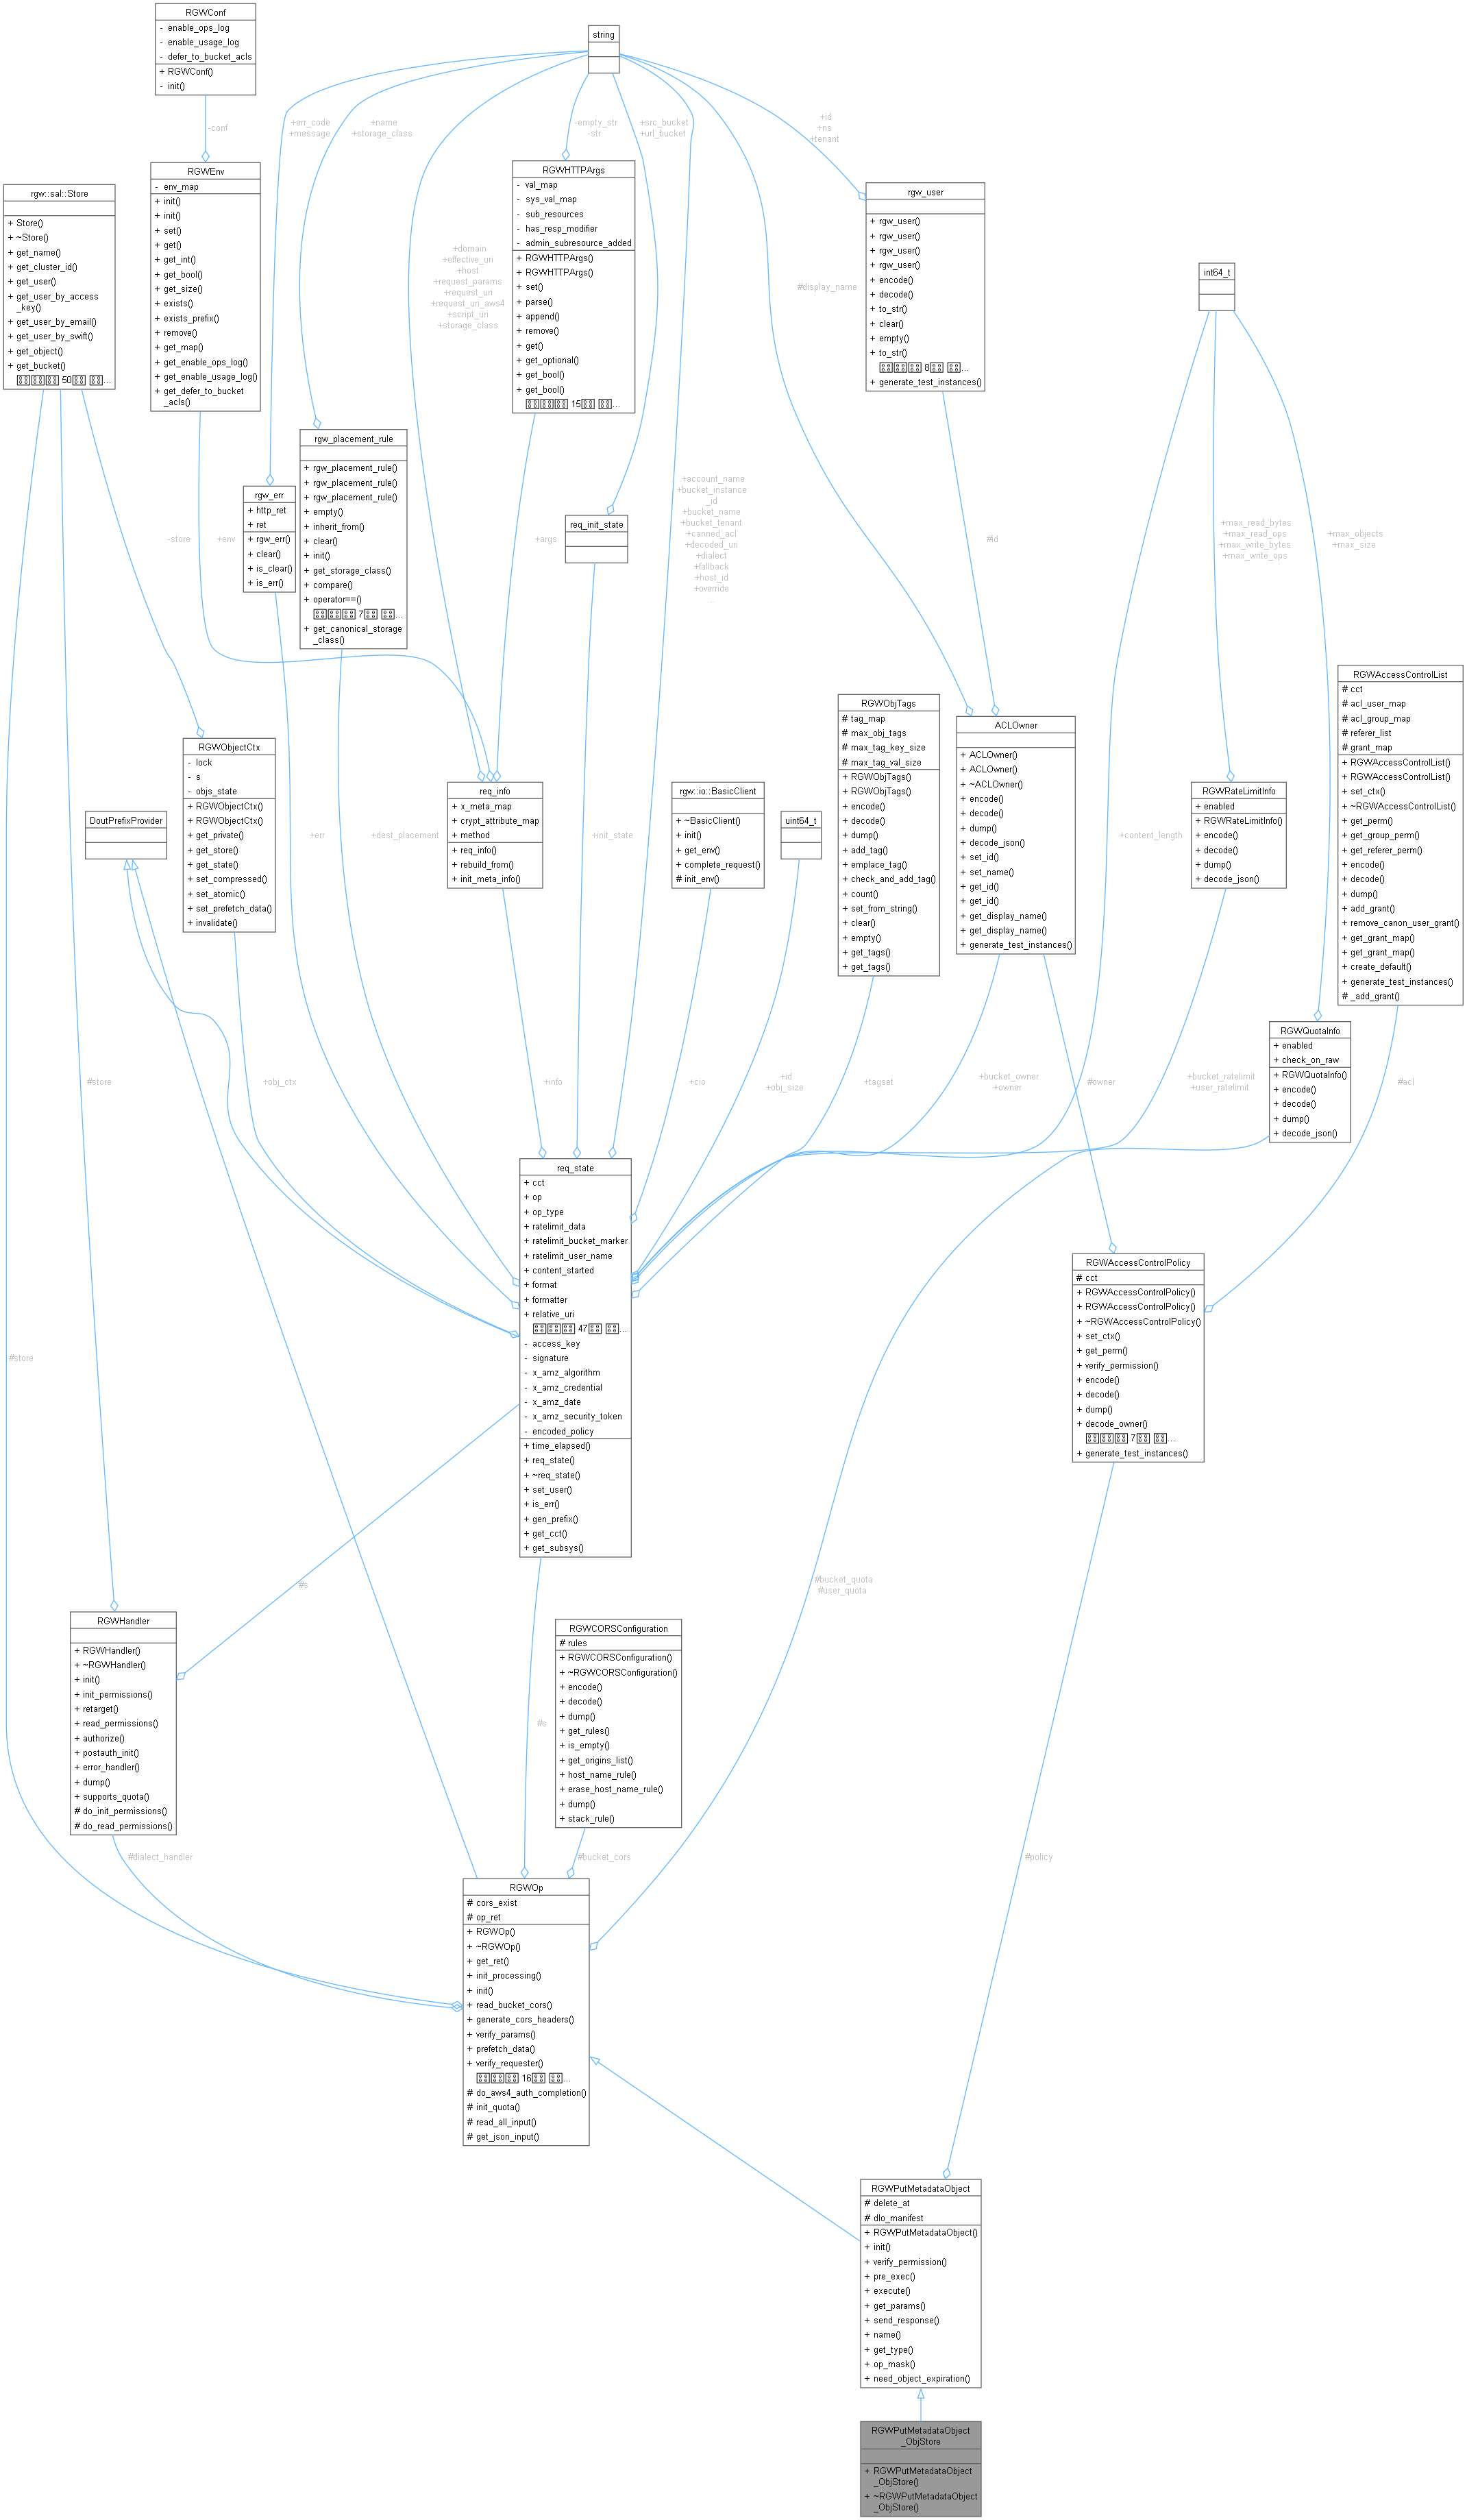 RGWConf
- enable_ops_log
- enable_usage_log
- defer_to_bucket_acls
+ RGWConf()
- init()
string
-conf
+err_code
+message
+name
+storage_class
-empty_str
-str
+src_bucket
+url_bucket
+id
+ns
+tenant
RGWEnv
- env_map
+ init()
+ init()
+ set()
+ get()
+ get_int()
+ get_bool()
+ get_size()
+ exists()
+ exists_prefix()
+ remove()
+ get_map()
+ get_enable_ops_log()
+ get_enable_usage_log()
+ get_defer_to_bucket
_acls()
rgw::sal::Store
+ Store()
+ ~Store()
+ get_name()
+ get_cluster_id()
+ get_user()
+ get_user_by_access
_key()
+ get_user_by_email()
+ get_user_by_swift()
+ get_object()
+ get_bucket()
50
...
RGWHTTPArgs
- val_map
- sys_val_map
- sub_resources
- has_resp_modifier
- admin_subresource_added
+ RGWHTTPArgs()
+ RGWHTTPArgs()
+ set()
+ parse()
+ append()
+ remove()
+ get()
+ get_optional()
+ get_bool()
+ get_bool()
15
...
rgw_user
+ rgw_user()
+ rgw_user()
+ rgw_user()
+ rgw_user()
+ encode()
+ decode()
+ to_str()
+ clear()
+ empty()
+ to_str()
8
...
+ generate_test_instances()
int64_t
+domain
+effective_uri
+host
+request_params
+request_uri
+request_uri_aws4
+script_uri
+storage_class
#display_name
rgw_placement_rule
+ rgw_placement_rule()
+ rgw_placement_rule()
+ rgw_placement_rule()
+ empty()
+ inherit_from()
+ clear()
+ init()
+ get_storage_class()
+ compare()
+ operator==()
7
...
+ get_canonical_storage
_class()
rgw_err
+ http_ret
+ ret
+ rgw_err()
+ clear()
+ is_clear()
+ is_err()
req_init_state
-store
+env
+args
+account_name
+bucket_instance
_id
+bucket_name
+bucket_tenant
+canned_acl
+decoded_uri
+dialect
+fallback
+host_id
+override
...
#id
+max_read_bytes
+max_read_ops
+max_write_bytes
+max_write_ops
+max_objects
+max_size
RGWAccessControlList
# cct
# acl_user_map
# acl_group_map
# referer_list
# grant_map
+ RGWAccessControlList()
+ RGWAccessControlList()
+ set_ctx()
+ ~RGWAccessControlList()
+ get_perm()
+ get_group_perm()
+ get_referer_perm()
+ encode()
+ decode()
+ dump()
+ add_grant()
+ remove_canon_user_grant()
+ get_grant_map()
+ get_grant_map()
+ create_default()
+ generate_test_instances()
# _add_grant()
RGWObjTags
# tag_map
# max_obj_tags
# max_tag_key_size
# max_tag_val_size
+ RGWObjTags()
+ RGWObjTags()
+ encode()
+ decode()
+ dump()
+ add_tag()
+ emplace_tag()
+ check_and_add_tag()
+ count()
+ set_from_string()
+ clear()
+ empty()
+ get_tags()
+ get_tags()
ACLOwner
+ ACLOwner()
+ ACLOwner()
+ ~ACLOwner()
+ encode()
+ decode()
+ dump()
+ decode_json()
+ set_id()
+ set_name()
+ get_id()
+ get_id()
+ get_display_name()
+ get_display_name()
+ generate_test_instances()
RGWObjectCtx
- lock
- s
- objs_state
+ RGWObjectCtx()
+ RGWObjectCtx()
+ get_private()
+ get_store()
+ get_state()
+ set_compressed()
+ set_atomic()
+ set_prefetch_data()
+ invalidate()
DoutPrefixProvider
req_info
+ x_meta_map
+ crypt_attribute_map
+ method
+ req_info()
+ rebuild_from()
+ init_meta_info()
rgw::io::BasicClient
+ ~BasicClient()
+ init()
+ get_env()
+ complete_request()
# init_env()
uint64_t
RGWRateLimitInfo
+ enabled
+ RGWRateLimitInfo()
+ encode()
+ decode()
+ dump()
+ decode_json()
+err
+dest_placement
+init_state
+content_length
RGWQuotaInfo
+ enabled
+ check_on_raw
+ RGWQuotaInfo()
+ encode()
+ decode()
+ dump()
+ decode_json()
#store
+obj_ctx
+info
+cio
+id
+obj_size
+tagset
+bucket_owner
+owner
#owner
+bucket_ratelimit
+user_ratelimit
#acl
req_state
+ cct
+ op
+ op_type
+ ratelimit_data
+ ratelimit_bucket_marker
+ ratelimit_user_name
+ content_started
+ format
+ formatter
+ relative_uri
47
...
- access_key
- signature
- x_amz_algorithm
- x_amz_credential
- x_amz_date
- x_amz_security_token
- encoded_policy
+ time_elapsed()
+ req_state()
+ ~req_state()
+ set_user()
+ is_err()
+ gen_prefix()
+ get_cct()
+ get_subsys()
RGWAccessControlPolicy
# cct
+ RGWAccessControlPolicy()
+ RGWAccessControlPolicy()
+ ~RGWAccessControlPolicy()
+ set_ctx()
+ get_perm()
+ verify_permission()
+ encode()
+ decode()
+ dump()
+ decode_owner()
7
...
+ generate_test_instances()
#store
#s
#bucket_quota
#user_quota
RGWHandler
+ RGWHandler()
+ ~RGWHandler()
+ init()
+ init_permissions()
+ retarget()
+ read_permissions()
+ authorize()
+ postauth_init()
+ error_handler()
+ dump()
+ supports_quota()
# do_init_permissions()
# do_read_permissions()
RGWCORSConfiguration
# rules
+ RGWCORSConfiguration()
+ ~RGWCORSConfiguration()
+ encode()
+ decode()
+ dump()
+ get_rules()
+ is_empty()
+ get_origins_list()
+ host_name_rule()
+ erase_host_name_rule()
+ dump()
+ stack_rule()
#s
#dialect_handler
#bucket_cors
#policy
RGWOp
# cors_exist
# op_ret
+ RGWOp()
+ ~RGWOp()
+ get_ret()
+ init_processing()
+ init()
+ read_bucket_cors()
+ generate_cors_headers()
+ verify_params()
+ prefetch_data()
+ verify_requester()
16
...
# do_aws4_auth_completion()
# init_quota()
# read_all_input()
# get_json_input()
RGWPutMetadataObject
# delete_at
# dlo_manifest
+ RGWPutMetadataObject()
+ init()
+ verify_permission()
+ pre_exec()
+ execute()
+ get_params()
+ send_response()
+ name()
+ get_type()
+ op_mask()
+ need_object_expiration()
RGWPutMetadataObject
_ObjStore
+ RGWPutMetadataObject
_ObjStore()
+ ~RGWPutMetadataObject
_ObjStore()